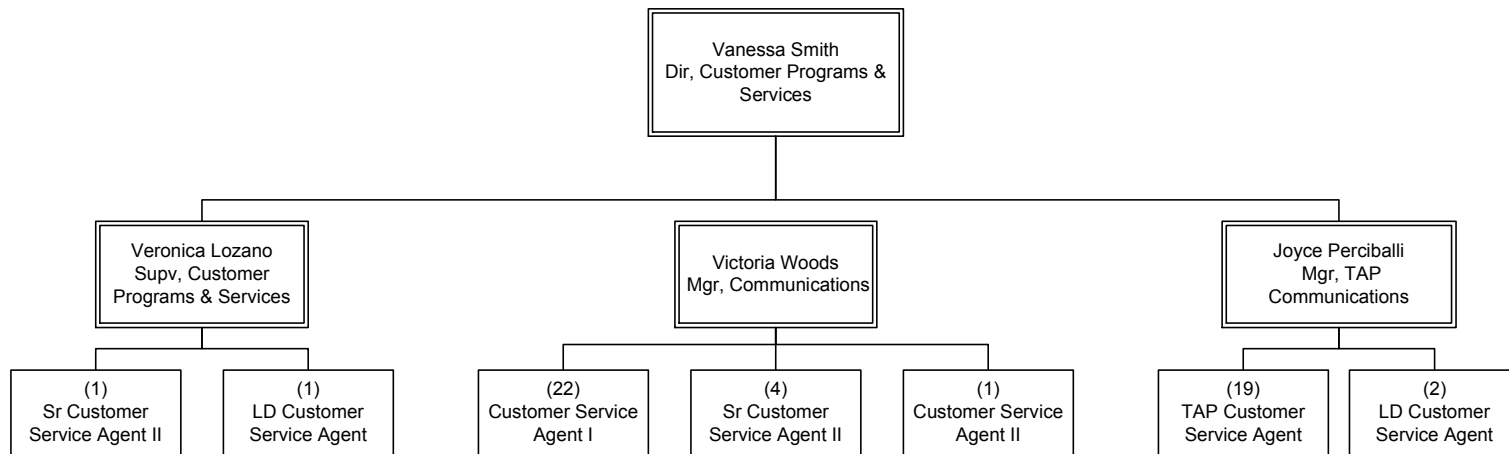 Vanessa Smith
Dir, Customer Programs &
Services
Veronica Lozano
Supv, Customer
Programs & Services
Victoria Woods
Mgr, Communications
Joyce Perciballi
Mgr, TAP
Communications
(1)
Sr Customer
Service Agent II
(1)
LD Customer
Service Agent
(22)
Customer Service
Agent I
(4)
Sr Customer
Service Agent II
(1)
Customer Service
Agent II
(19)
TAP Customer
Service Agent
(2)
LD Customer
Service Agent